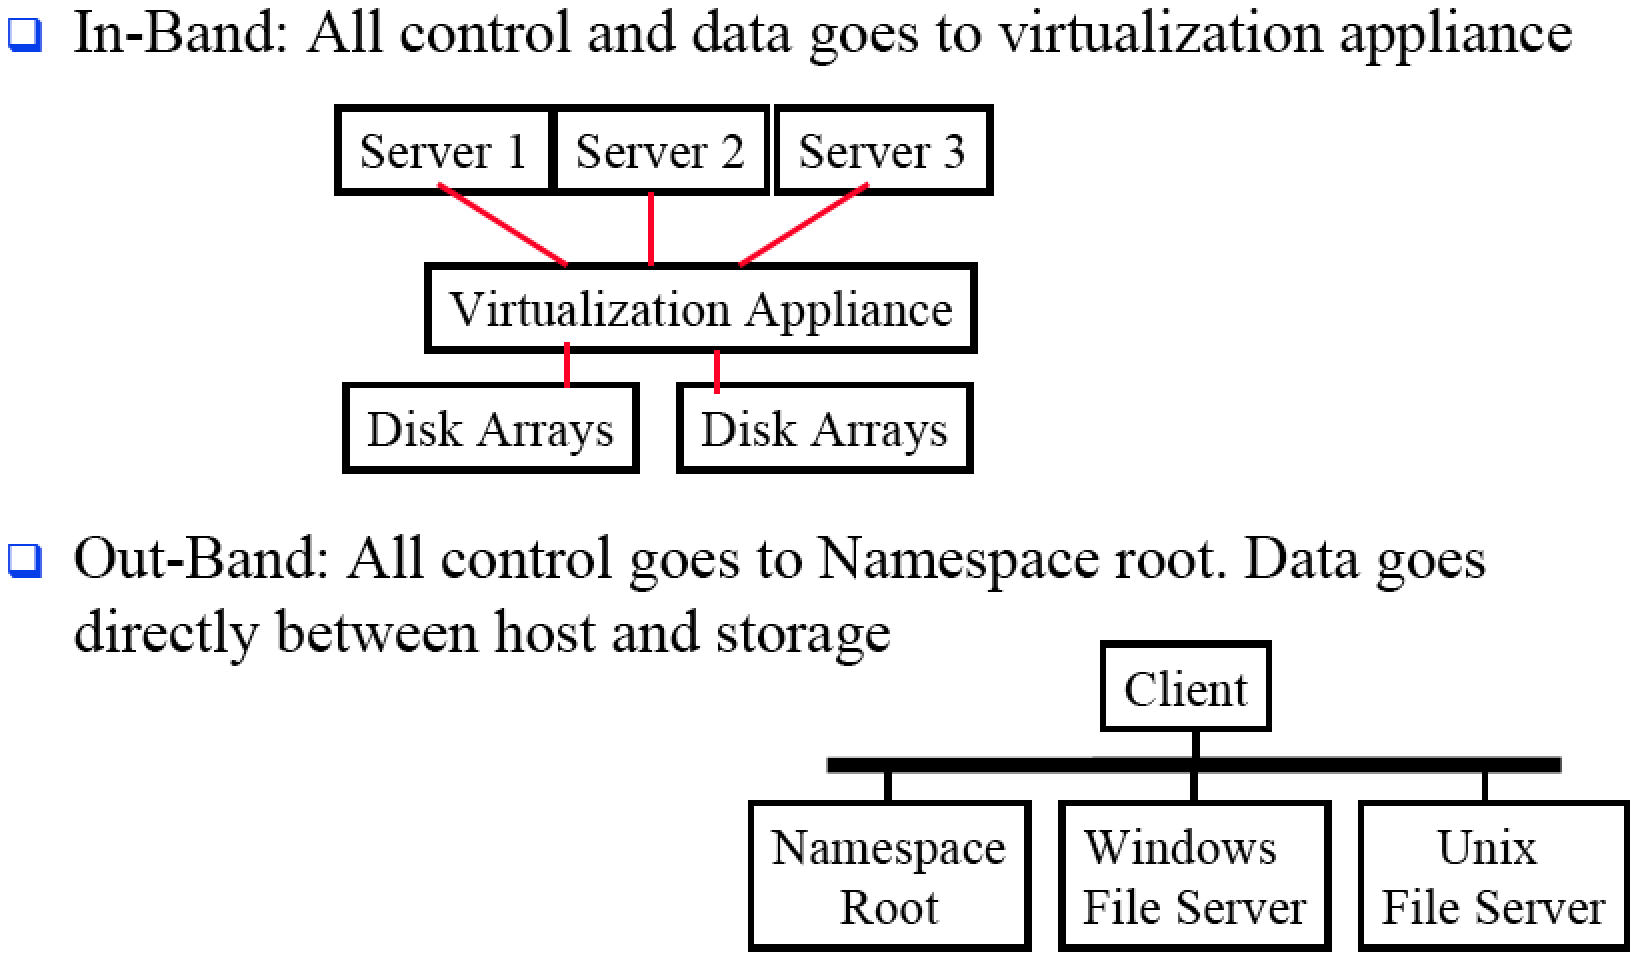 In-Band: All control and data goes to virtualization appliance
Server 1 Server 2 Server 3
Virtualization Appliance
Disk Arrays Disk Arrays
Out-Band: All control goes to Namespace root. Data goes
directly between host and storage
Client
Namespace Windows Unix
Root File Server File Server